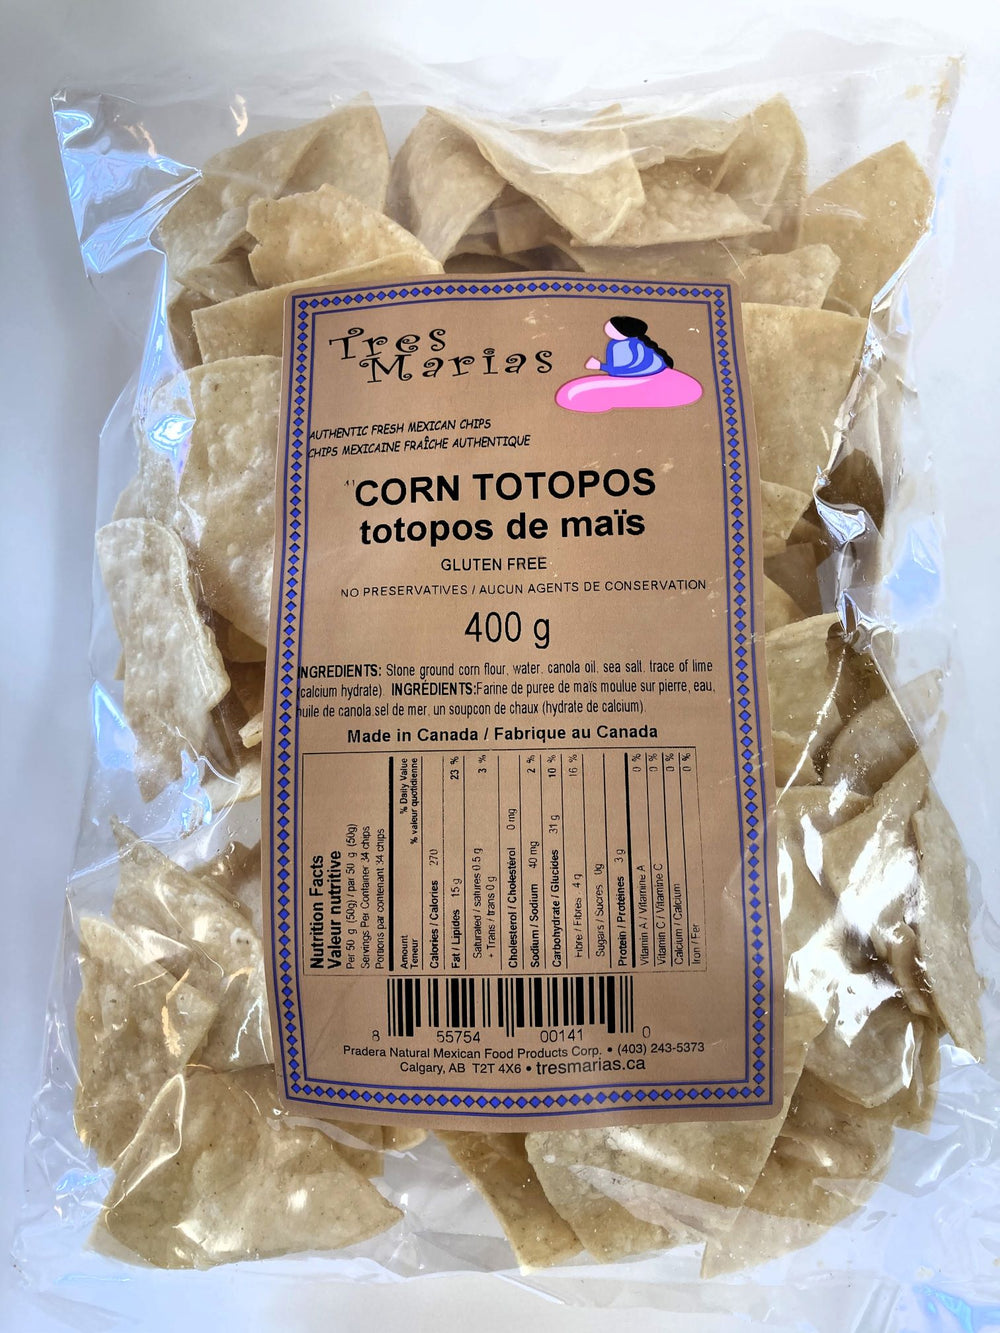 Tres
Marias
AUTHENTIC FRESH MEXICAN CHIPS
CHIPS MEXICAINE FRAÎCHE AUTHENTIQUE
CORN TOTOPOS
totopos de maïs
GLUTEN FREE
NO PRESERVATIVES / AUCUN AGENTS DE CONSERVATION
400 g
INGREDIENTS: Stone ground corn flour, water, canola oil, sea salt, trace of lime
(calcium hydrate). INGRÉDIENTS:Farine de puree de maïs moulue sur pierre, eau,
huile de canola,sel de mer, un soupcon de chaux (hydrate de calcium).
Made in Canada / Fabrique au Canada
Nutrition Facts
Valeur nutritive
Per 50 g (50g) / par 50 g (50g)
Servings Per Container 34 chips
Portions par contenant 34 chips
Amount % Daily Value
Teneur % valeur quotidienne
Calories / Calories 270
Fat / Lipides 15 g 23 %
Saturated / saturés 0.5 g 3 %
+ Trans / trans 0 g
Cholesterol / Cholestérol 0 mg
Sodium / Sodium 40 mg 2 %
Carbohydrate / Glucides 31 g 10 %
Fibre / Fibres 4 g 16 %
Sugars / Sucres 0g
Protein / Protéines 3 g
Vitamin A / Vitamine A 0 %
Vitamin C / Vitamine C 0 %
Calcium / Calcium 0 %
Iron / Fer 0 %
8 55754 00141 0
Pradera Natural Mexican Food Products Corp. • (403) 243-5373
Calgary, AB T2T 4X6 • tresmarias.ca